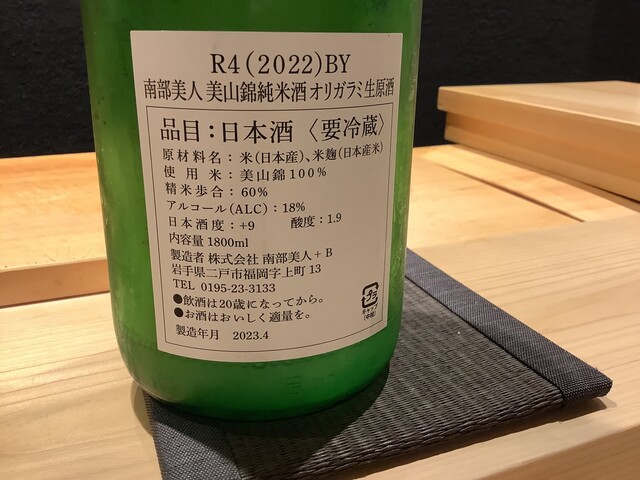 R4(2022)BY
南部美人 美山錦純米酒 オリガラミ生原酒
品目：日本酒〈要冷蔵〉
原材料名：米(日本産)、米麹(日本産米)
使用米：美山錦100%
精米歩合：60%
アルコール(ALC)：18%
日本酒度：+9 酸度：1.9
内容量 1800ml
製造者 株式会社 南部美人+B
岩手県二戸市福岡字上町13
TEL 0195-23-3133
●飲酒は20歳になってから。
●お酒はおいしく適量を。
製造年月 2023.4
プラ